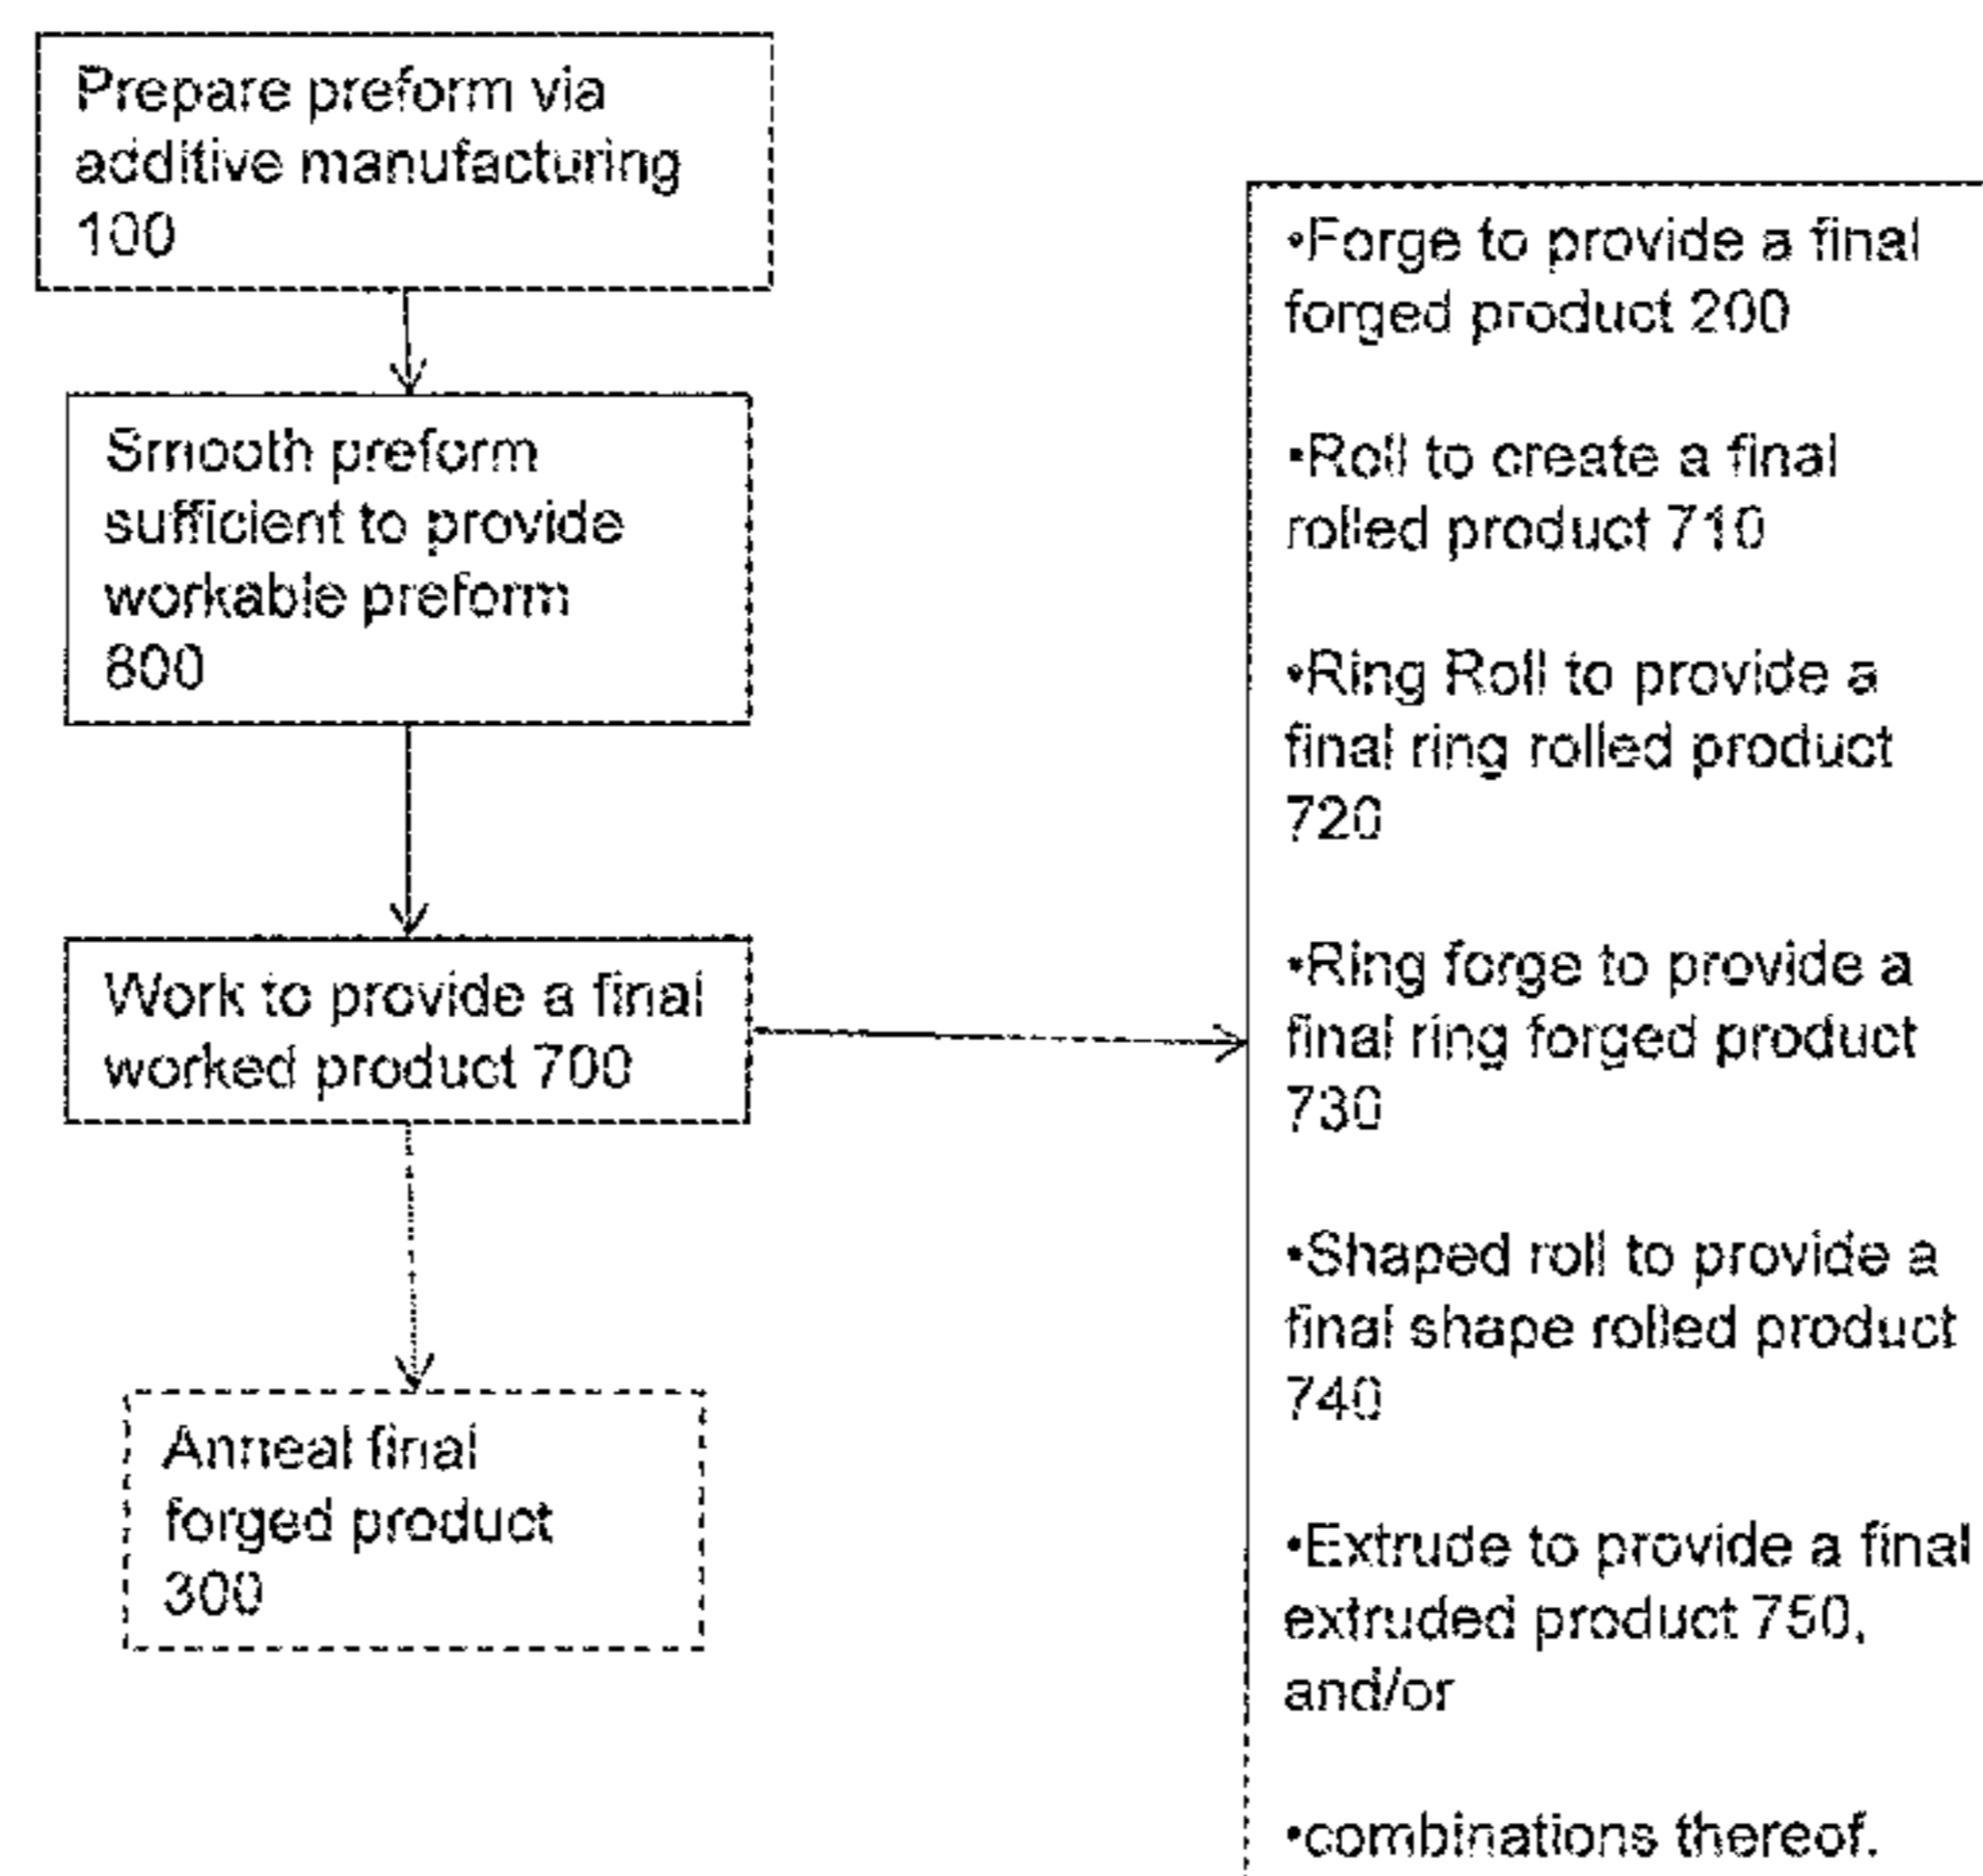 Prepare preform via
additive manufacturing
100
Smooth preform
sufficient to provide
workable preform
800
Work to provide a final
worked product 700
Anneal final
forged product
300
•Forge to provide a final
forged product 200
•Roll to create a final
rolled product 710
•Ring Roll to provide a
final ring rolled product
720
•Ring forge to provide a
final ring forged product
730
•Shaped roll to provide a
final shape rolled product
740
•Extrude to provide a final
extruded product 750,
and/or
•combinations thereof.